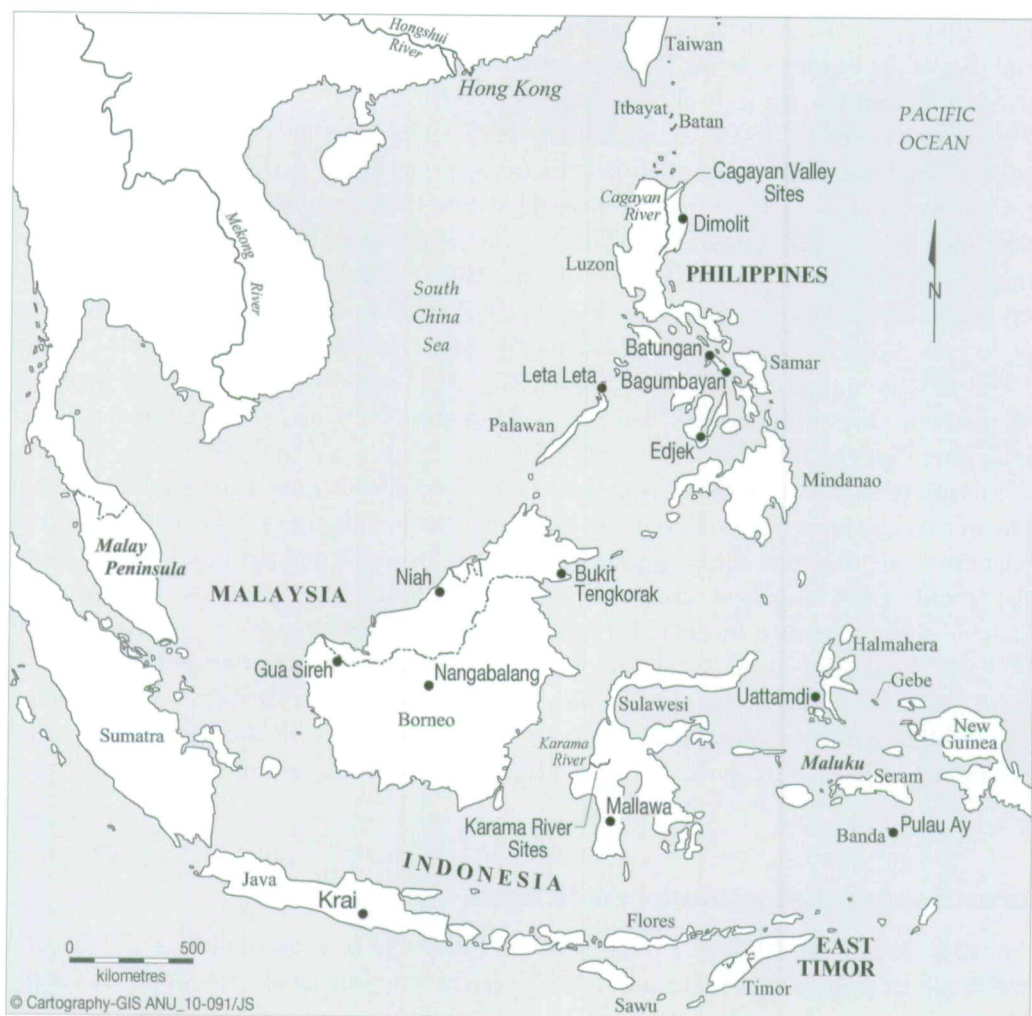 Hongshui
River
Hong Kong
Taiwan
Itbayat
Batan
PACIFIC
OCEAN
Cagayan Valley
Sites
Cagayan
River
Dimolit
Mekong
River
Luzon
PHILIPPINES
N
South
China
Sea
Batungan
Samar
Leta Leta
Bagumbayan
Palawan
Edjek
Mindanao
Malay
Peninsula
Niah
Bukit
Tengkorak
MALAYSIA
Halmahera
Gua Sireh
Nangabalang
Gebe
Uattamdi
Sulawesi
Borneo
New
Guinea
Sumatra
Karama
River
Maluku
Seram
Mallawa
Karama River
Sites
Banda
Pulau Ay
INDONESIA
Java
Krai
Flores
0 500
kilometres
EAST
TIMOR
Timor
Sawu
© Cartography-GIS ANU_10-091/JS